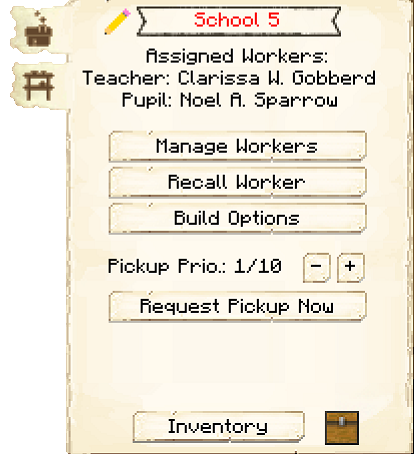 School 5
Assigned Workers:
Teacher: Clarissa W. Gobberd
Pupil: Noel A. Sparrow
Manage Workers
Recall Worker
Build Options
Pickup Prio.: 1/10 - +
Request Pickup Now
Inventory